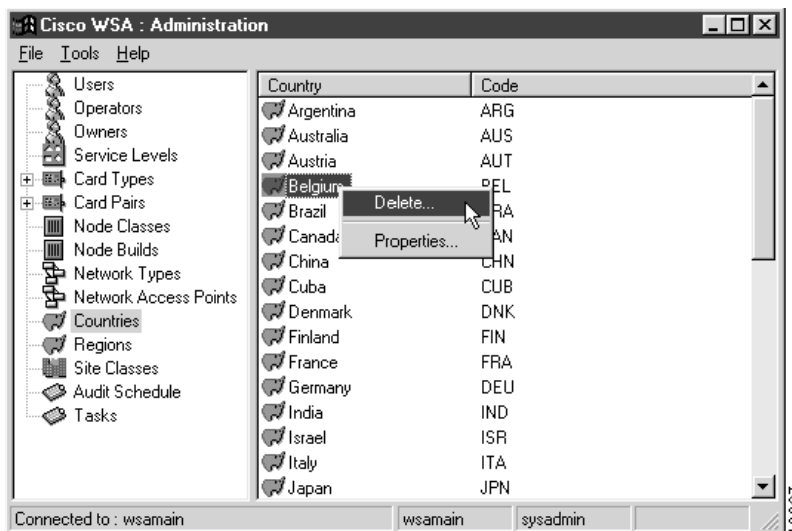 Cisco WSA : Administration
File Tools Help
Users
Operators
Owners
Service Levels
Card Types
Card Pairs
Node Classes
Node Builds
Network Types
Network Access Points
Countries
Regions
Site Classes
Audit Schedule
Tasks
Country Code
Argentina ARG
Australia AUS
Austria AUT
Belgium BEL
Delete...
Brazil RA
Canada AN
Properties...
China CHN
Cuba CUB
Denmark DNK
Finland FIN
France FRA
Germany DEU
India IND
Israel ISR
Italy ITA
Japan JPN
Connected to : wsamain wsamain sysadmin